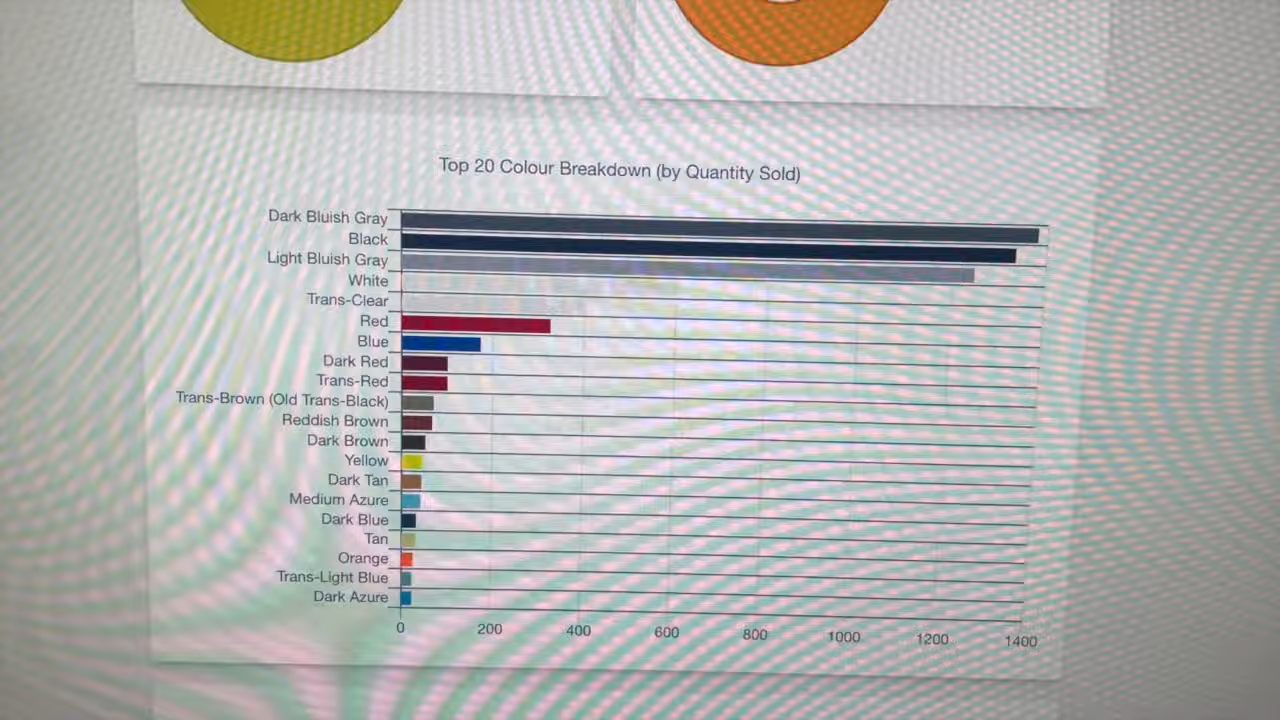 Top 20 Colour Breakdown (by Quantity Sold)
Dark Bluish Gray
Black
Light Bluish Gray
White
Trans-Clear
Red
Blue
Dark Red
Trans-Red
Trans-Brown (Old Trans-Black)
Reddish Brown
Dark Brown
Yellow
Dark Tan
Medium Azure
Dark Blue
Tan
Orange
Trans-Light Blue
Dark Azure
0 200 400 600 800 1000 1200 1400